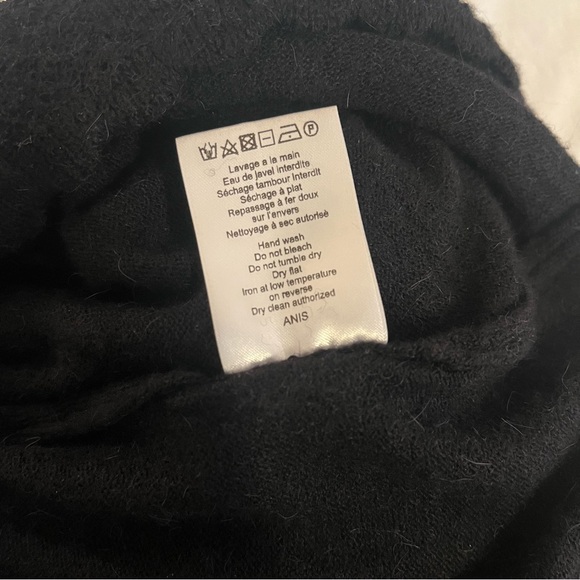 P
Lavage a la main
Eau de javel interdite
Séchage tambour Interdit
Séchage à plat
Repassage à fer doux
sur l'envers
Nettoyage à sec autorisé
Hand wash
Do not bleach
Do not tumble dry
Dry flat
Iron at low temperature
on reverse
Dry clean authorized
ANIS